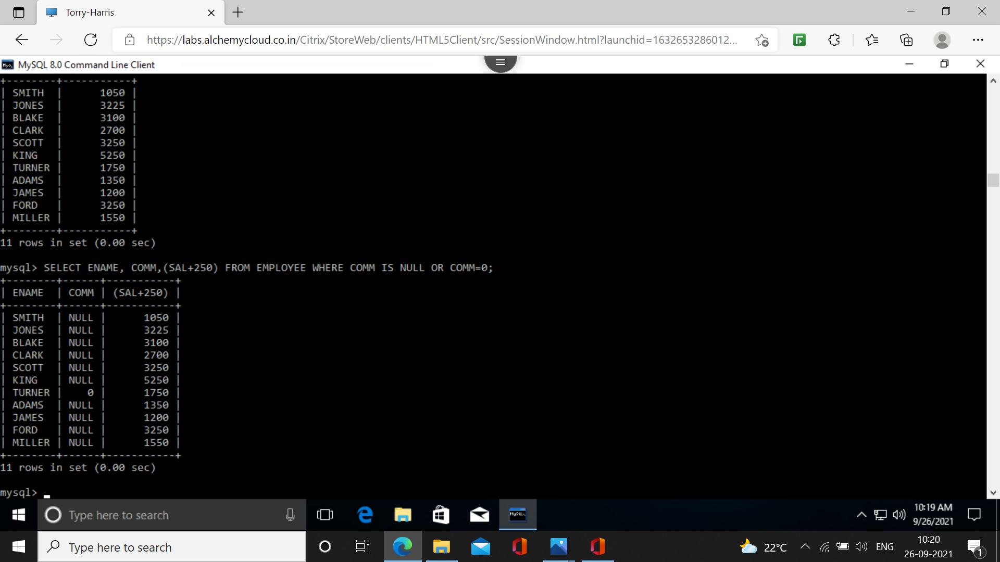 Torry-Harris
https://labs.alchemycloud.co.in/Citrix/StoreWeb/clients/HTML5Client/src/SessionWindow.html?launchid=1632653286012...
MySQL 8.0 Command Line Client
+--------+-----------+
| SMITH  |      1050 |
| JONES  |      3225 |
| BLAKE  |      3100 |
| CLARK  |      2700 |
| SCOTT  |      3250 |
| KING   |      5250 |
| TURNER |      1750 |
| ADAMS  |      1350 |
| JAMES  |      1200 |
| FORD   |      3250 |
| MILLER |      1550 |
+--------+-----------+
11 rows in set (0.00 sec)
mysql> SELECT ENAME, COMM,(SAL+250) FROM EMPLOYEE WHERE COMM IS NULL OR COMM=0;
+--------+------+-----------+
| ENAME  | COMM | (SAL+250) |
+--------+------+-----------+
| SMITH  | NULL |      1050 |
| JONES  | NULL |      3225 |
| BLAKE  | NULL |      3100 |
| CLARK  | NULL |      2700 |
| SCOTT  | NULL |      3250 |
| KING   | NULL |      5250 |
| TURNER |    0 |      1750 |
| ADAMS  | NULL |      1350 |
| JAMES  | NULL |      1200 |
| FORD   | NULL |      3250 |
| MILLER | NULL |      1550 |
+--------+------+-----------+
11 rows in set (0.00 sec)
mysql> _
Type here to search
10:19 AM
9/26/2021
Type here to search
22°C
ENG
10:20
26-09-2021
1